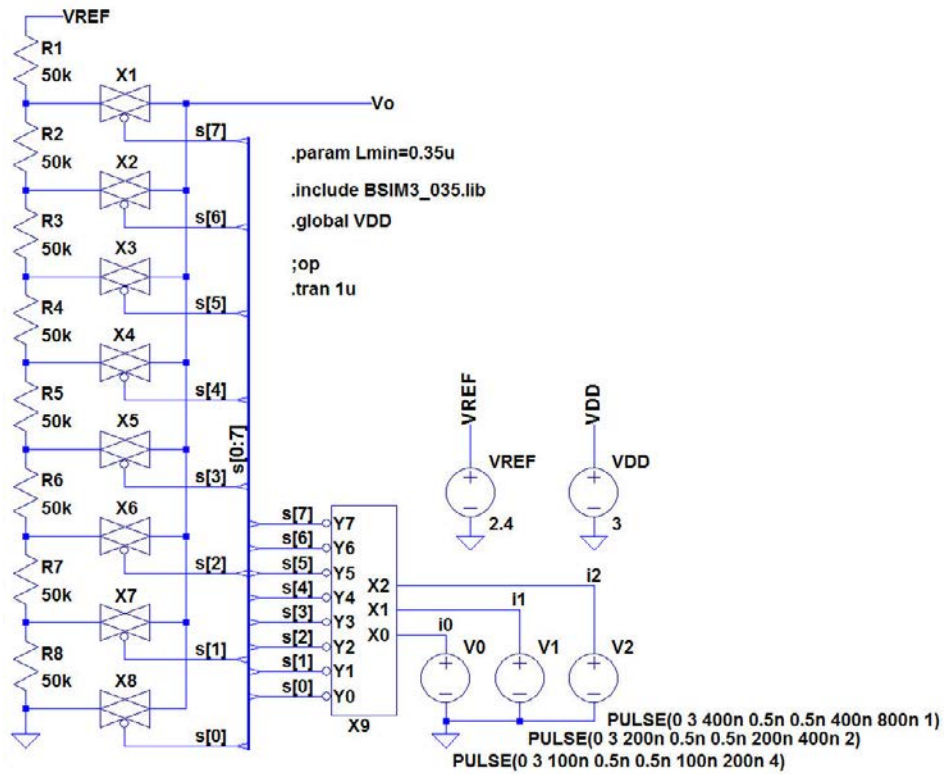 VREF
R1
50k
X1
Vo
R2
50k
s[7]
X2
.param Lmin=0.35u
.include BSIM3_035.lib
R3
50k
s[6]
.global VDD
X3
;op
R4
50k
s[5]
.tran 1u
X4
R5
50k
s[4]
VREF
VDD
X5
s[0:7]
R6
50k
s[3]
VREF
2.4
VDD
3
X6
s[7]
Y7
s[6]
Y6
R7
50k
s[2]
s[5]
Y5
X2
i2
s[4]
Y4
X7
s[3]
Y3
X1
i1
s[2]
Y2
X0
i0
R8
50k
s[1]
s[1]
Y1
V0
V1
V2
X8
s[0]
Y0
X9
s[0]
PULSE(0 3 400n 0.5n 0.5n 400n 800n 1)
PULSE(0 3 200n 0.5n 0.5n 200n 400n 2)
PULSE(0 3 100n 0.5n 0.5n 100n 200n 4)